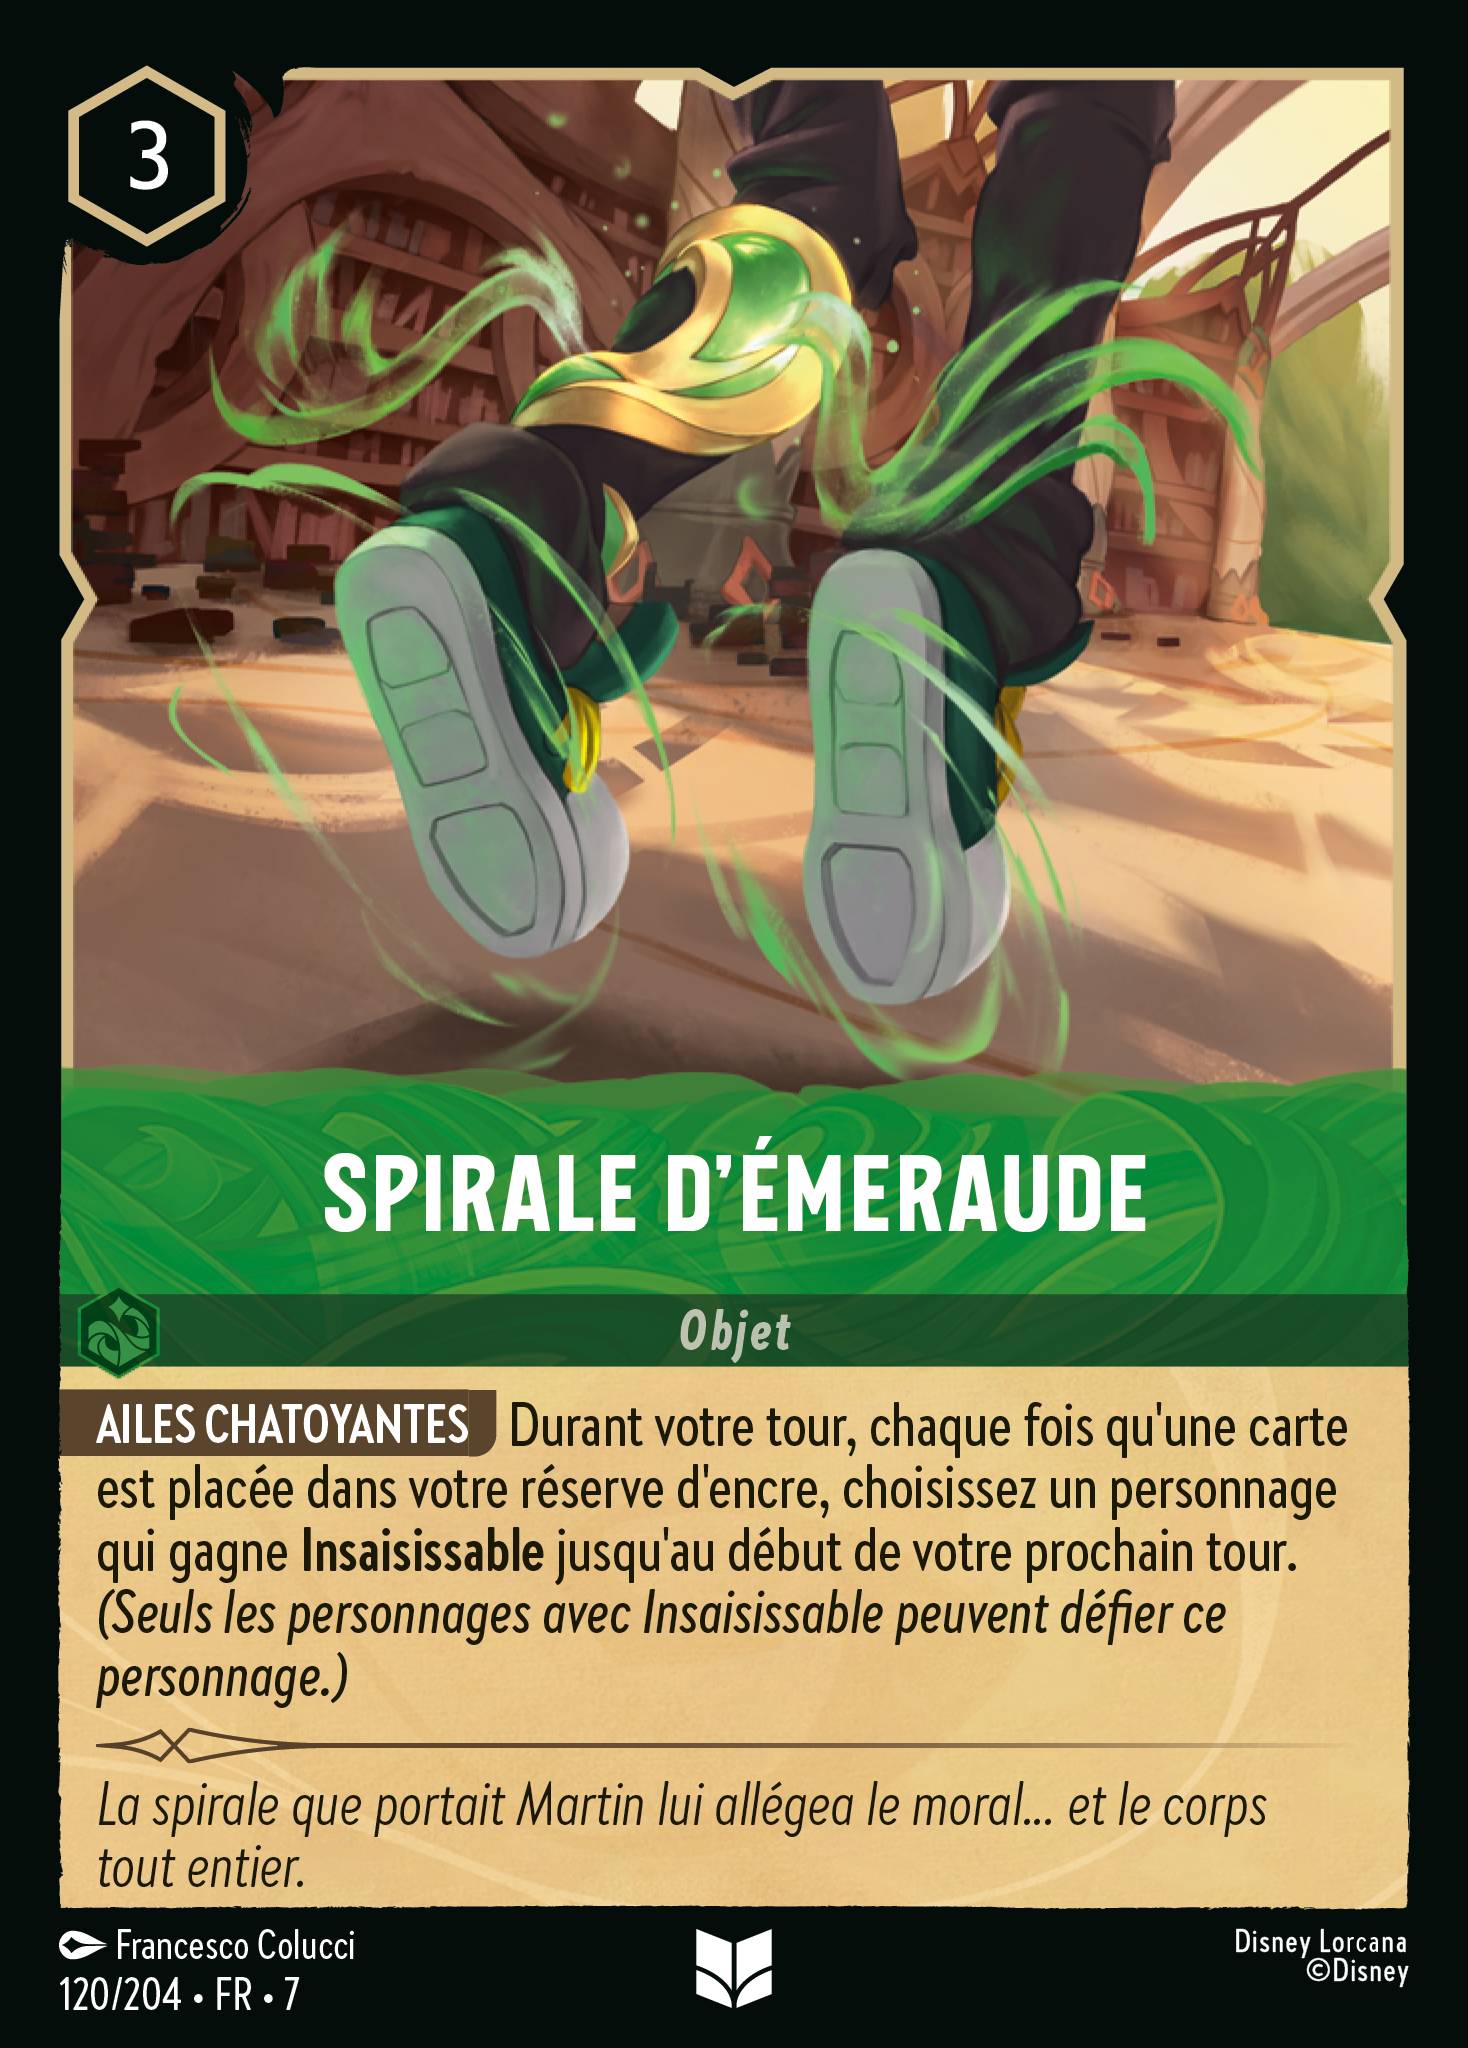 3
SPIRALE D’ÉMERAUDE
Objet
AILES CHATOYANTES Durant votre tour, chaque fois qu'une carte
est placée dans votre réserve d'encre, choisissez un personnage
qui gagne Insaisissable jusqu'au début de votre prochain tour.
(Seuls les personnages avec Insaisissable peuvent défier ce
personnage.)
La spirale que portait Martin lui allégea le moral... et le corps
tout entier.
Francesco Colucci
120/204 • FR • 7
Disney Lorcana
©Disney